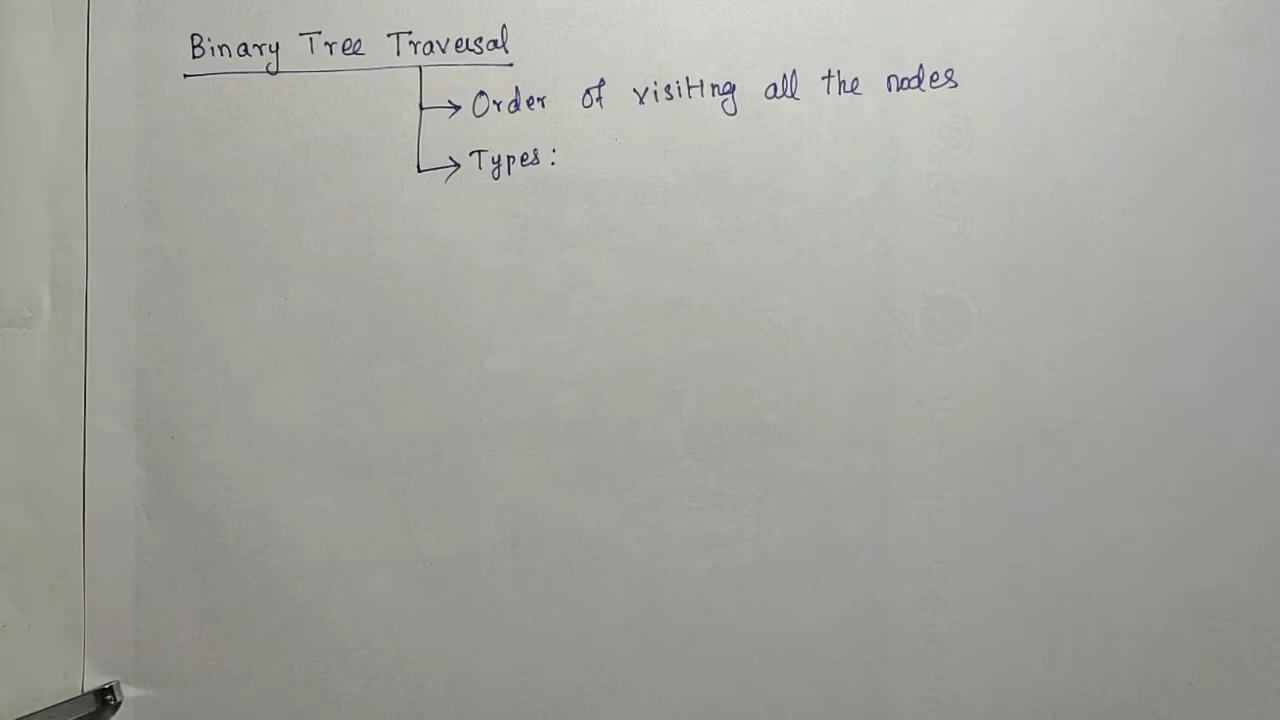 Binary Tree Traversal
Order of visiting all the nodes
Types: